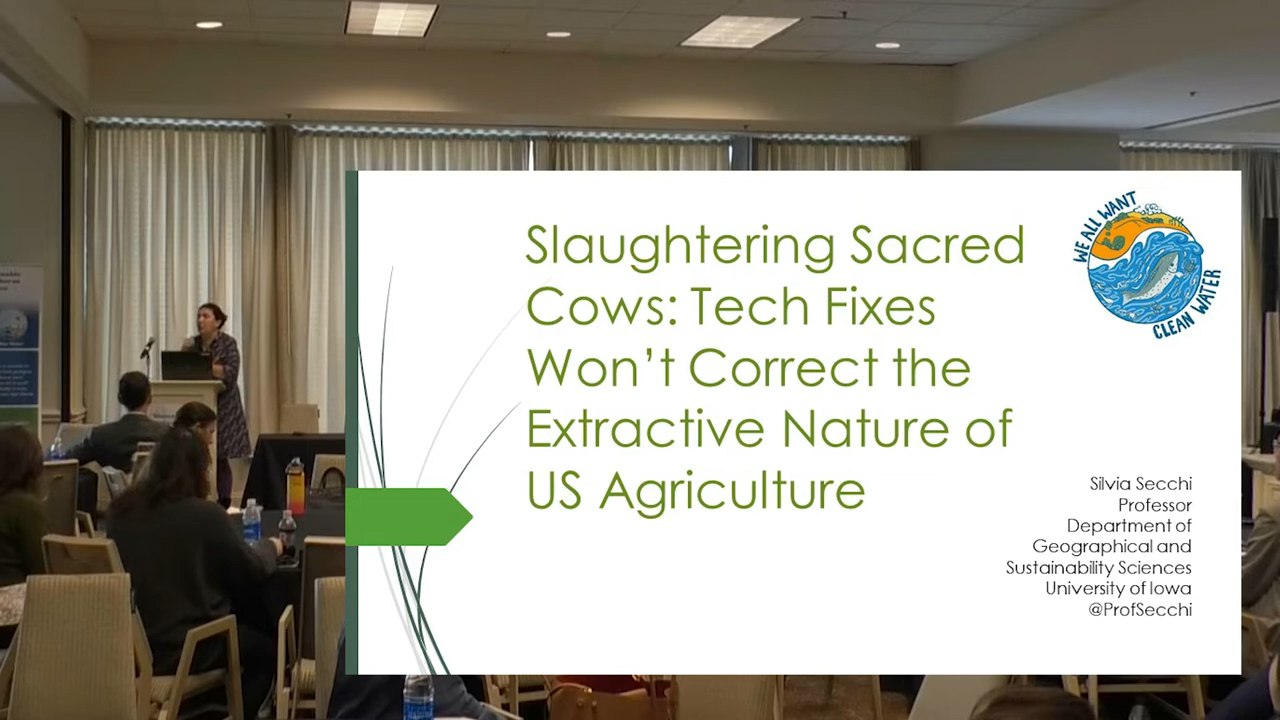 Slaughtering Sacred
Cows: Tech Fixes
Won't Correct the
Extractive Nature of
US Agriculture
WE ALL WANT
CLEAN WATER
Silvia Secchi
Professor
Department of
Geographical and
Sustainability Sciences
University of Iowa
@ProfSecchi